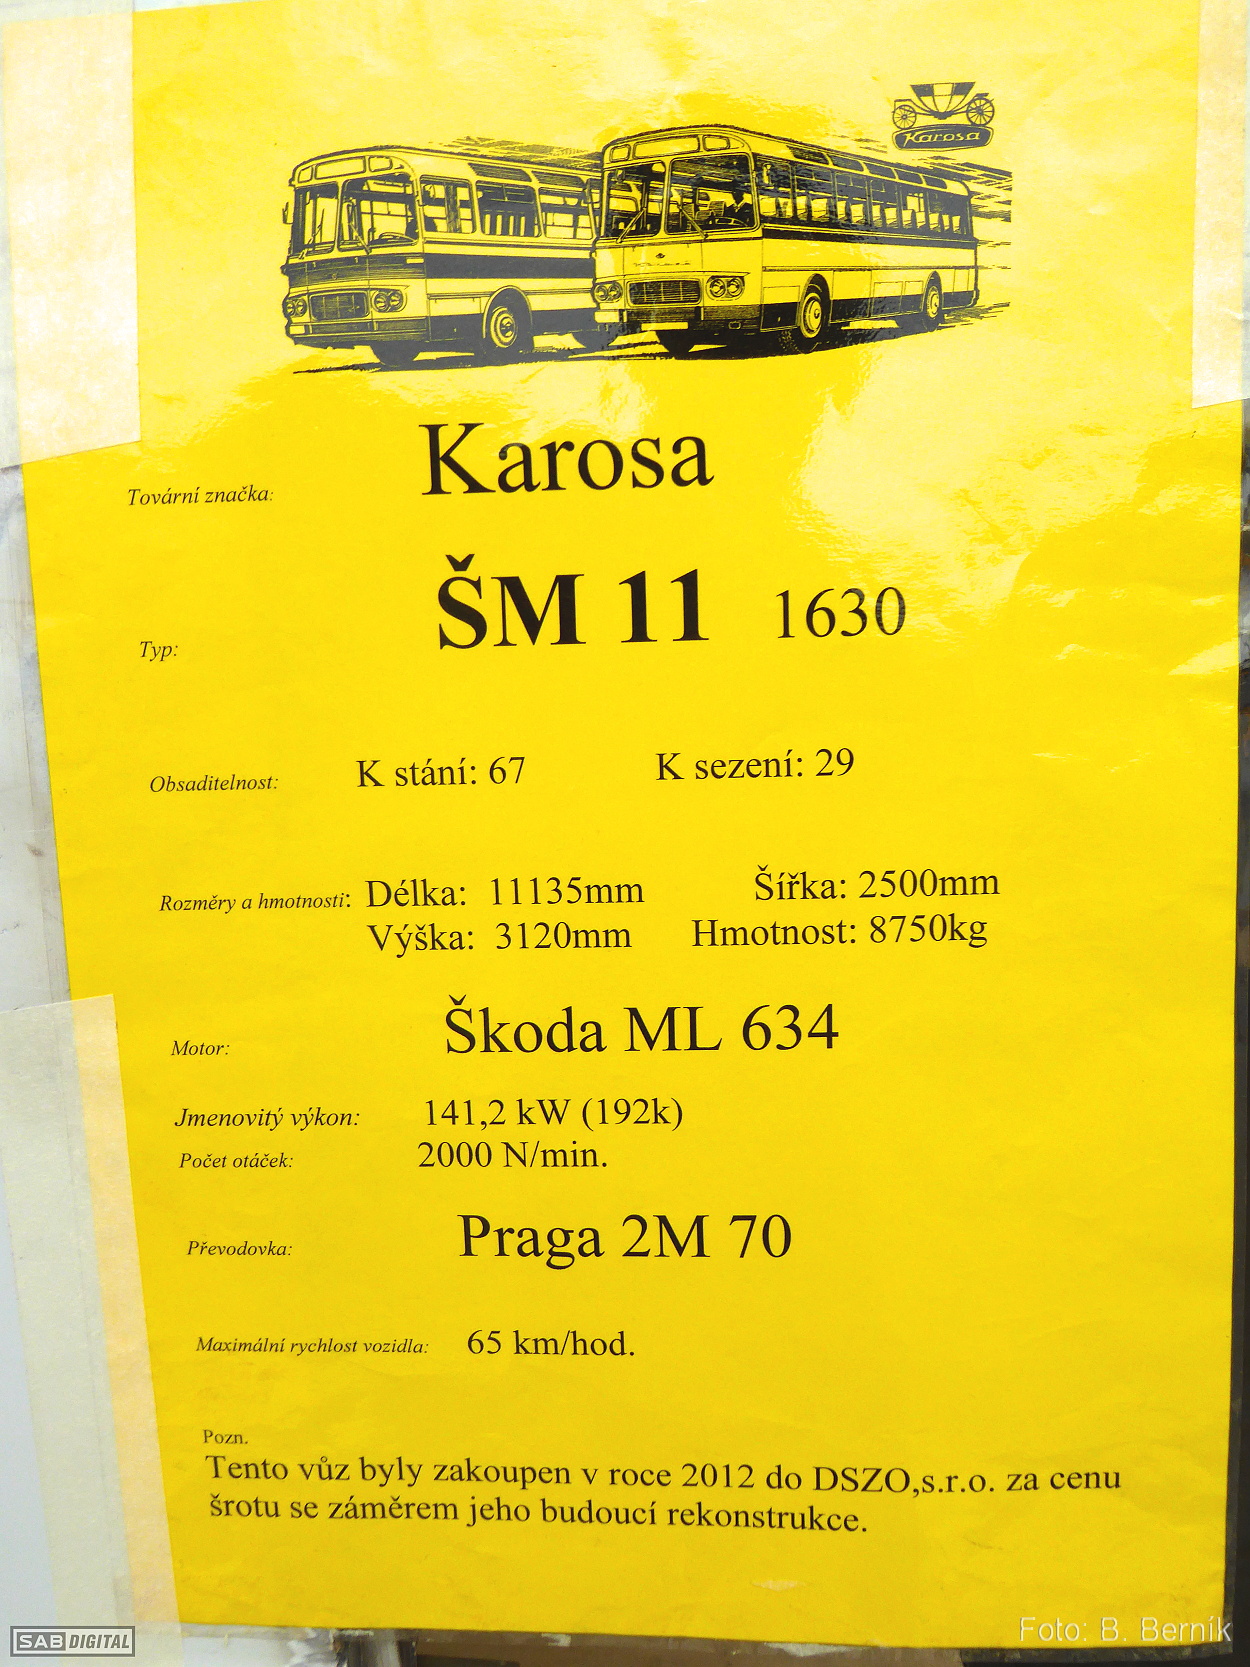 Karosa
Tovární značka: Karosa
Typ: ŠM 11 1630
Obsaditelnost: K stání: 67 K sezení: 29
Rozměry a hmotnosti: Délka: 11135mm Šířka: 2500mm
Výška: 3120mm Hmotnost: 8750kg
Motor: Škoda ML 634
Jmenovitý výkon: 141,2 kW (192k)
Počet otáček: 2000 N/min.
Převodovka: Praga 2M 70
Maximální rychlost vozidla: 65 km/hod.
Pozn.
Tento vůz byly zakoupen v roce 2012 do DSZO,s.r.o. za cenu
šrotu se záměrem jeho budoucí rekonstrukce.
SAB DIGITAL
Foto: B. Berník